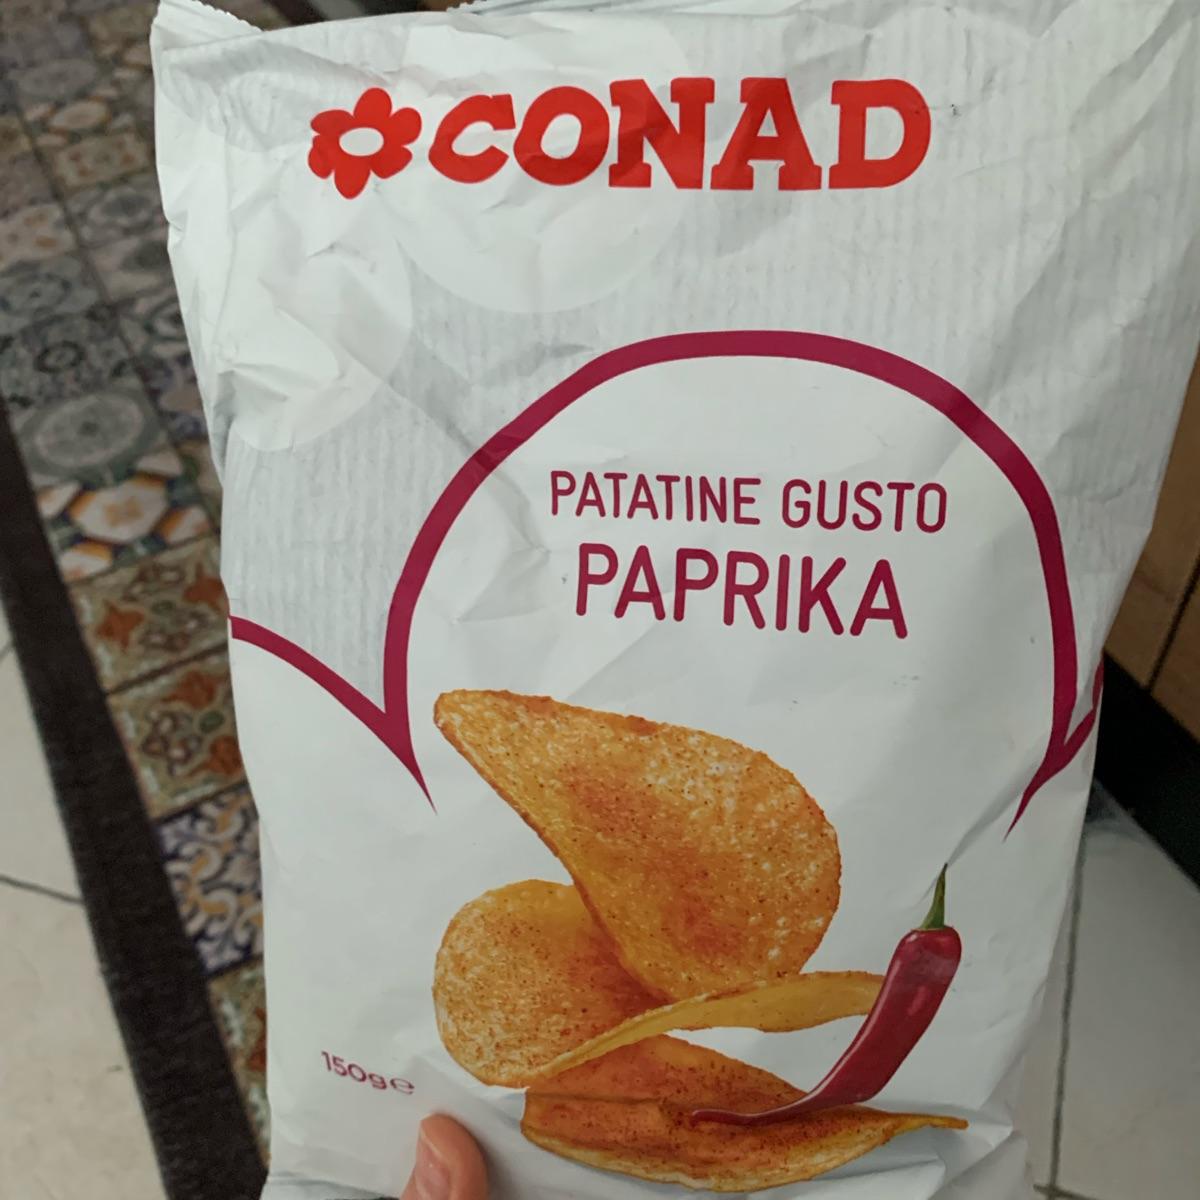 CONAD
PATATINE GUSTO
PAPRIKA
150g℮